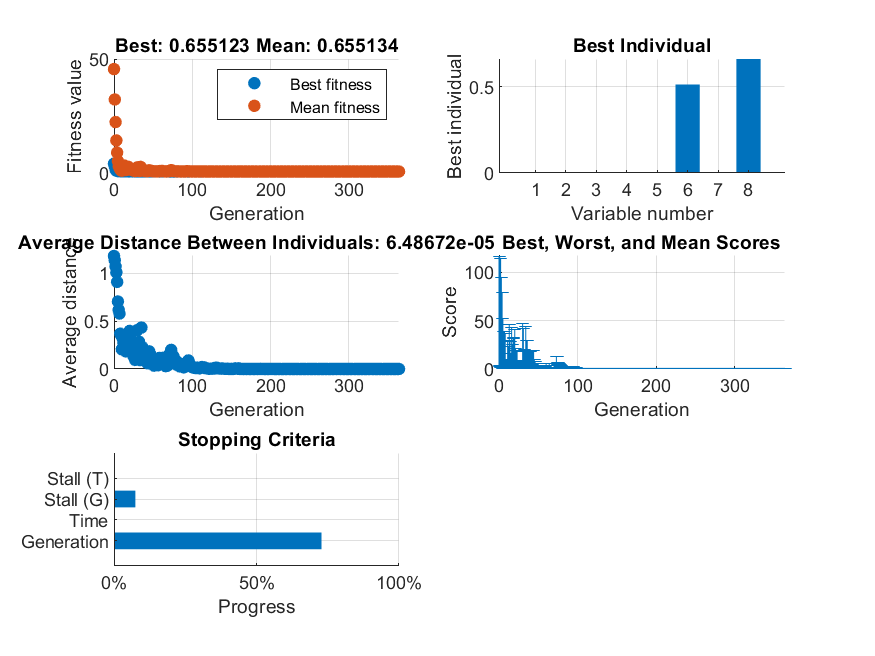 Best: 0.655123 Mean: 0.655134
Fitness value
50
0
Best fitness
Mean fitness
0 100 200 300
Generation
Best Individual
Best individual
0.5
0
1 2 3 4 5 6 7 8
Variable number
Average Distance Between Individuals: 6.48672e-05
Average distance
1
0.5
0
0 100 200 300
Generation
Best, Worst, and Mean Scores
Score
100
50
0
0 100 200 300
Generation
Stopping Criteria
Stall (T)
Stall (G)
Time
Generation
0% 50% 100%
Progress